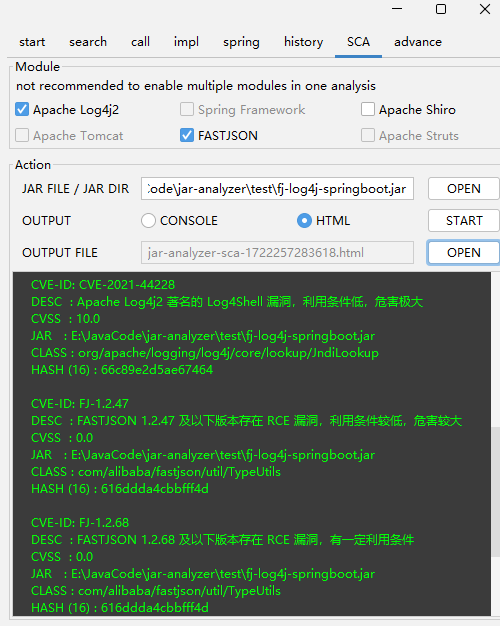 start search call impl spring history SCA advance
Module
not recommended to enable multiple modules in one analysis
Apache Log4j2 Spring Framework Apache Shiro
Apache Tomcat FASTJSON Apache Struts
Action
JAR FILE / JAR DIR :ode\jar-analyzer\test\fj-log4j-springboot.jar OPEN
OUTPUT CONSOLE HTML START
OUTPUT FILE jar-analyzer-sca-1722257283618.html OPEN
CVE-ID: CVE-2021-44228
DESC : Apache Log4j2 著名的 Log4Shell 漏洞，利用条件低，危害极大
CVSS : 10.0
JAR : E:\JavaCode\jar-analyzer\test\fj-log4j-springboot.jar
CLASS : org/apache/logging/log4j/core/lookup/JndiLookup
HASH (16) : 66c89e2d5ae67464
CVE-ID: FJ-1.2.47
DESC : FASTJSON 1.2.47 及以下版本存在 RCE 漏洞，利用条件较低，危害较大
CVSS : 0.0
JAR : E:\JavaCode\jar-analyzer\test\fj-log4j-springboot.jar
CLASS : com/alibaba/fastjson/util/TypeUtils
HASH (16) : 616ddda4cbbfff4d
CVE-ID: FJ-1.2.68
DESC : FASTJSON 1.2.68 及以下版本存在 RCE 漏洞，有一定利用条件
CVSS : 0.0
JAR : E:\JavaCode\jar-analyzer\test\fj-log4j-springboot.jar
CLASS : com/alibaba/fastjson/util/TypeUtils
HASH (16) : 616ddda4cbbfff4d